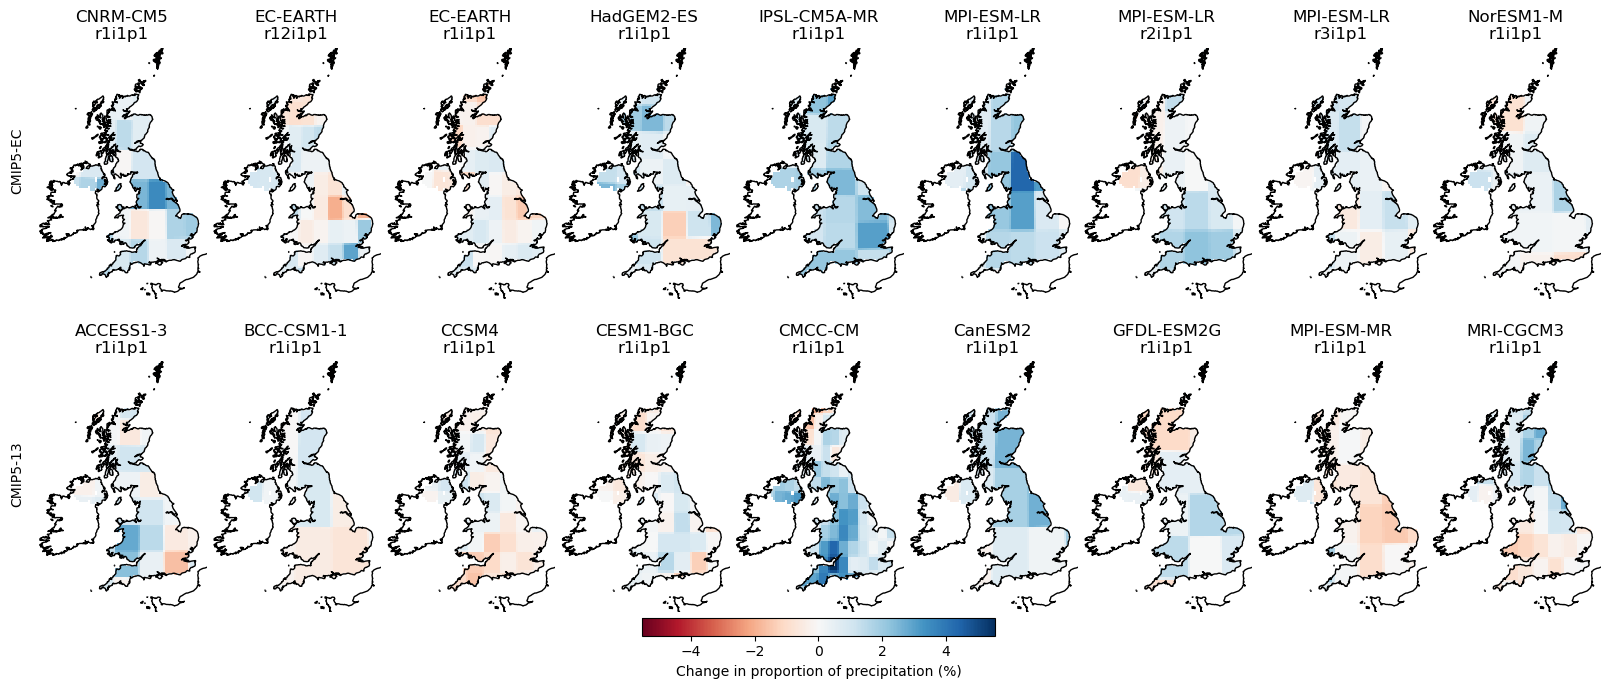 CNRM-CM5 EC-EARTH EC-EARTH HadGEM2-ES IPSL-CM5A-MR MPI-ESM-LR MPI-ESM-LR MPI-ESM-LR NorESM1-M
r1i1p1 r12i1p1 r1i1p1 r1i1p1 r1i1p1 r1i1p1 r2i1p1 r3i1p1 r1i1p1
CMIP5-EC
ACCESS1-3 BCC-CSM1-1 CCSM4 CESM1-BGC CMCC-CM CanESM2 GFDL-ESM2G MPI-ESM-MR MRI-CGCM3
r1i1p1 r1i1p1 r1i1p1 r1i1p1 r1i1p1 r1i1p1 r1i1p1 r1i1p1 r1i1p1
CMIP5-13
−4 −2 0 2 4
Change in proportion of precipitation (%)